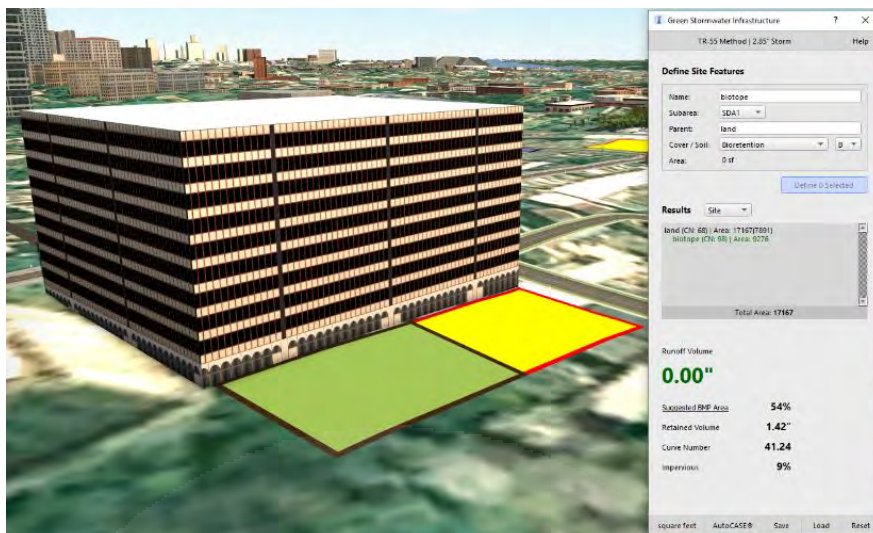 Green Stormwater Infrastructure ? ×
TR-55 Method | 2.85" Storm Help
Define Site Features
Name: biotope
Subarea: SDA1
Parent: land
Cover / Soil: Bioretention B
Area: 0 sf
Define 0 Selected
Results Site
land (CN: 68) | Area: 17167(7891)
biotope (CN: 98) | Area: 9276
Total Area: 17167
Runoff Volume
0.00"
Suggested BMP Area 54%
Retained Volume 1.42"
Curve Number 41.24
Impervious 9%
square feet AutoCASE® Save Load Reset